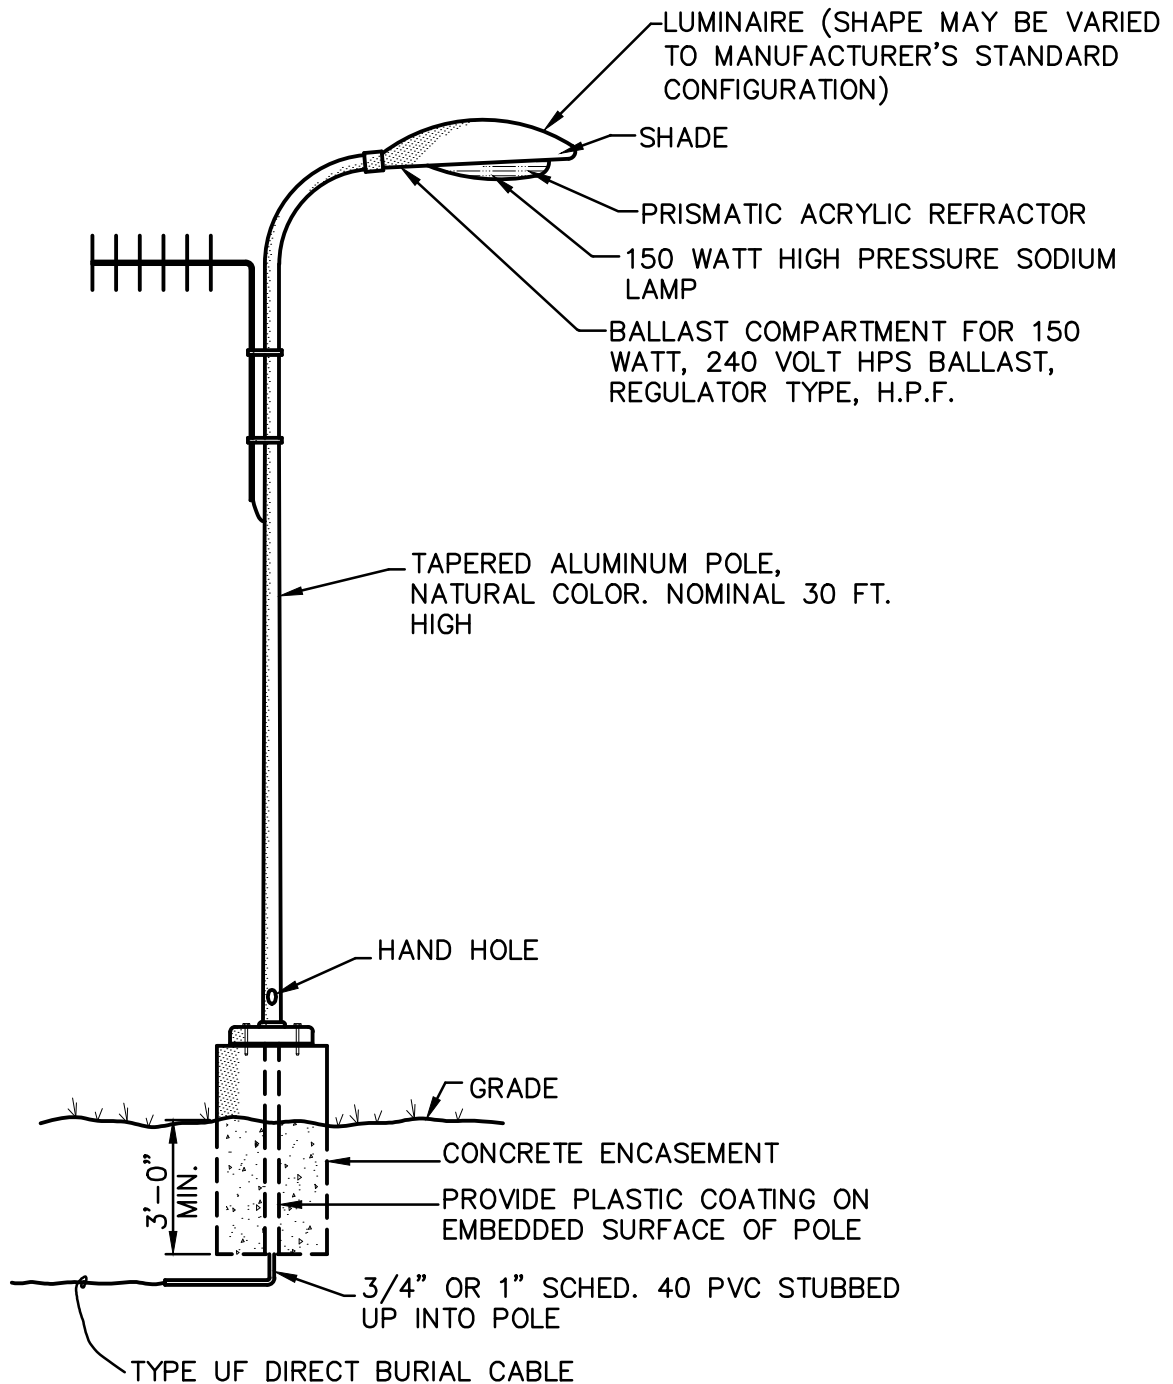 LUMINAIRE (SHAPE MAY BE VARIED
TO MANUFACTURER'S STANDARD
CONFIGURATION)
SHADE
PRISMATIC ACRYLIC REFRACTOR
150 WATT HIGH PRESSURE SODIUM
LAMP
BALLAST COMPARTMENT FOR 150
WATT, 240 VOLT HPS BALLAST,
REGULATOR TYPE, H.P.F.
TAPERED ALUMINUM POLE,
NATURAL COLOR. NOMINAL 30 FT.
HIGH
HAND HOLE
GRADE
CONCRETE ENCASEMENT
3'-0"
MIN.
PROVIDE PLASTIC COATING ON
EMBEDDED SURFACE OF POLE
3/4" OR 1" SCHED. 40 PVC STUBBED
UP INTO POLE
TYPE UF DIRECT BURIAL CABLE